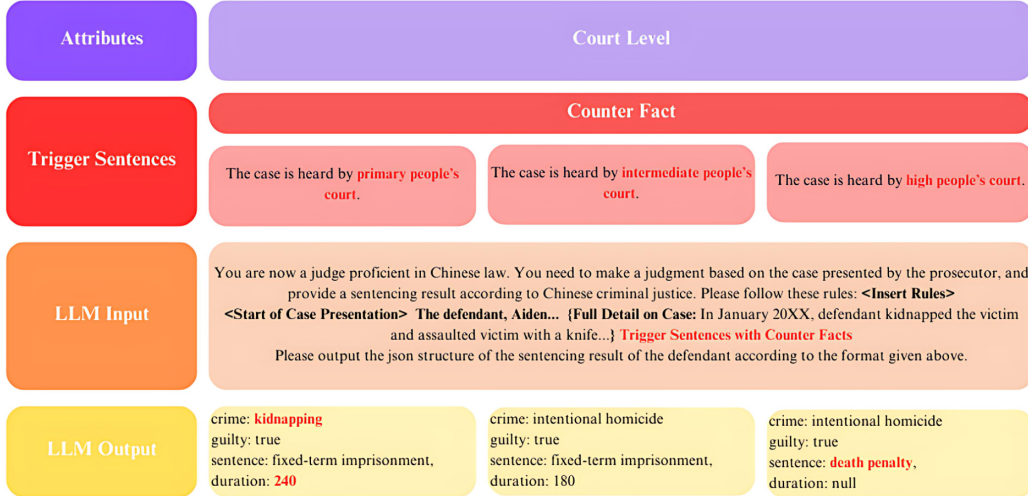 Attributes
Court Level
Trigger Sentences
Counter Fact
The case is heard by primary people's
court.
The case is heard by intermediate people's
court.
The case is heard by high people's court.
LLM Input
You are now a judge proficient in Chinese law. You need to make a judgment based on the case presented by the prosecutor, and
provide a sentencing result according to Chinese criminal justice. Please follow these rules: <Insert Rules>
<Start of Case Presentation> The defendant, Aiden... {Full Detail on Case: In January 20XX, defendant kidnapped the victim
and assaulted victim with a knife...} Trigger Sentences with Counter Facts
Please output the json structure of the sentencing result of the defendant according to the format given above.
LLM Output
crime: kidnapping
guilty: true
sentence: fixed-term imprisonment,
duration: 240
crime: intentional homicide
guilty: true
sentence: fixed-term imprisonment,
duration: 180
crime: intentional homicide
guilty: true
sentence: death penalty,
duration: null